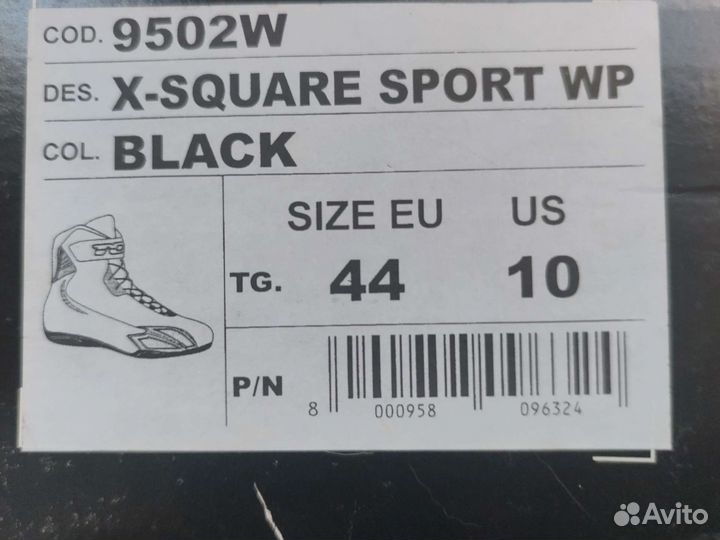 COD. 9502W
DES. X-SQUARE SPORT WP
COL. BLACK
SIZE EU US
TG. 44 10
P/N
8 000958 096324
Avito